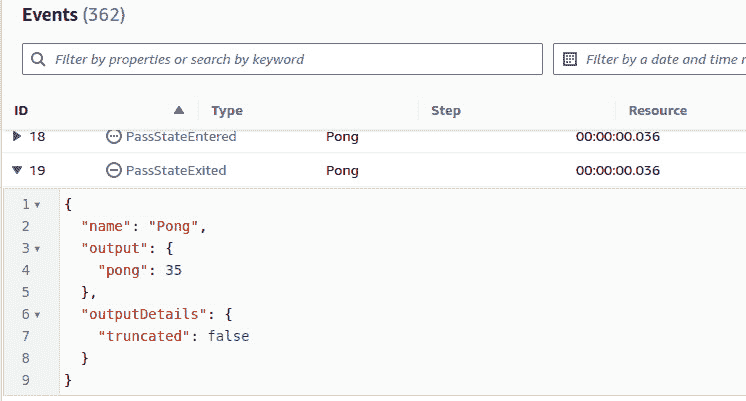 Events (362)
Filter by properties or search by keyword
Filter by a date and time r
ID Type Step Resource
18 PassStateEntered Pong 00:00:00.036
19 PassStateExited Pong 00:00:00.036
1 {
2 "name": "Pong",
3 "output": {
4 "pong": 35
5 },
6 "outputDetails": {
7 "truncated": false
8 }
9 }